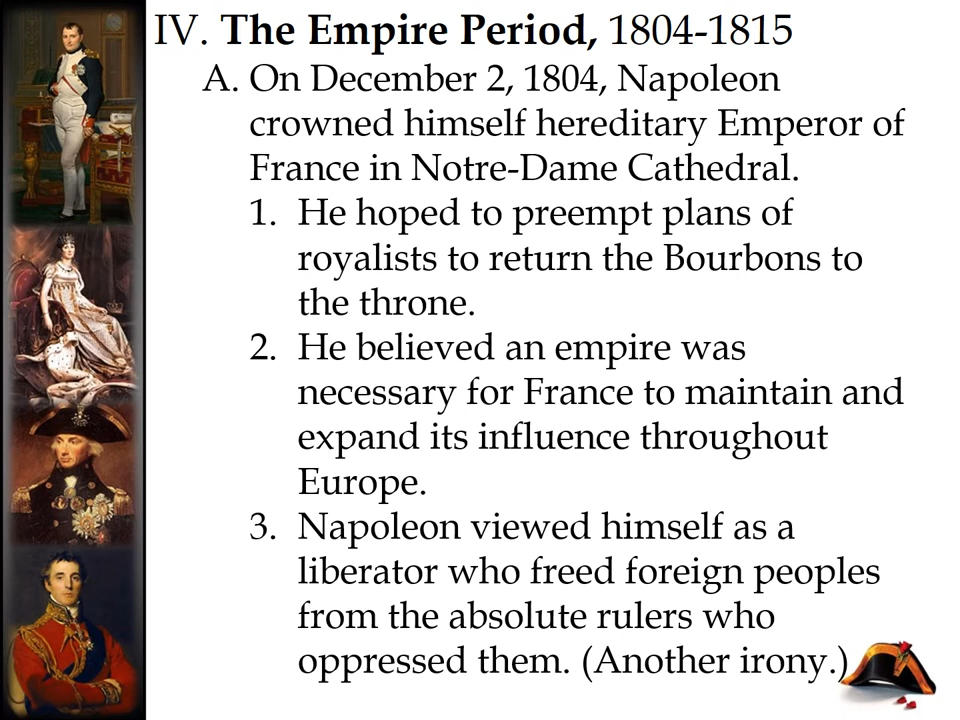 IV. The Empire Period, 1804-1815
A. On December 2, 1804, Napoleon
crowned himself hereditary Emperor of
France in Notre-Dame Cathedral.
1. He hoped to preempt plans of
royalists to return the Bourbons to
the throne.
2. He believed an empire was
necessary for France to maintain and
expand its influence throughout
Europe.
3. Napoleon viewed himself as a
liberator who freed foreign peoples
from the absolute rulers who
oppressed them. (Another irony.)